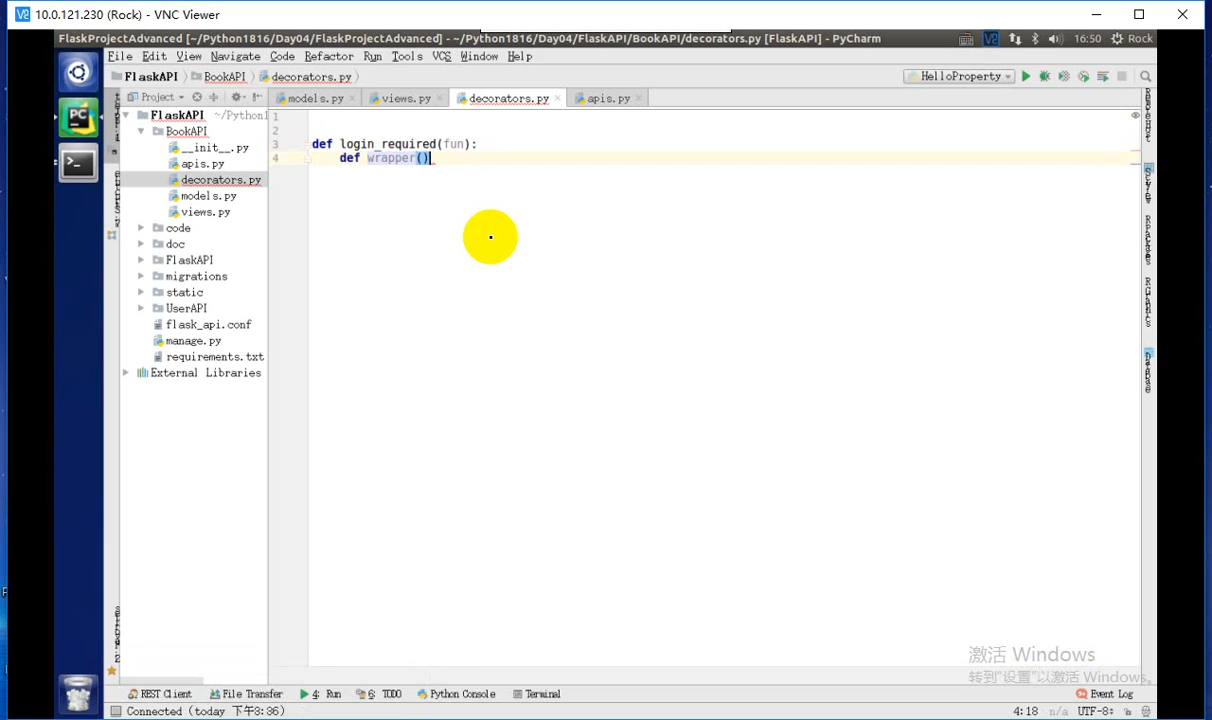 10.0.121.230 (Rock) - VNC Viewer
FlaskProjectAdvanced [~/Python1816/Day04/FlaskProjectAdvanced] - ~/Python1816/Day04/FlaskAPI/BookAPI/decorators.py [FlaskAPI] - PyCharm
16:50 Rock
File Edit View Navigate Code Refactor Run Tools VCS Window Help
FlaskAPI BookAPI decorators.py
HelloProperty
Project
models.py views.py decorators.py apis.py
FlaskAPI ~/Python1
BookAPI
__init__.py
apis.py
decorators.py
models.py
views.py
code
doc
FlaskAPI
migrations
static
UserAPI
flask_api.conf
manage.py
requirements.txt
External Libraries
1
2
3 def login_required(fun):
4 def wrapper()
激活 Windows
转到"设置"以激活 Windows。
REST Client File Transfer 4: Run 6: TODO Python Console Terminal Event Log
Connected (today 下午3:36) 4:18 n/a UTF-8